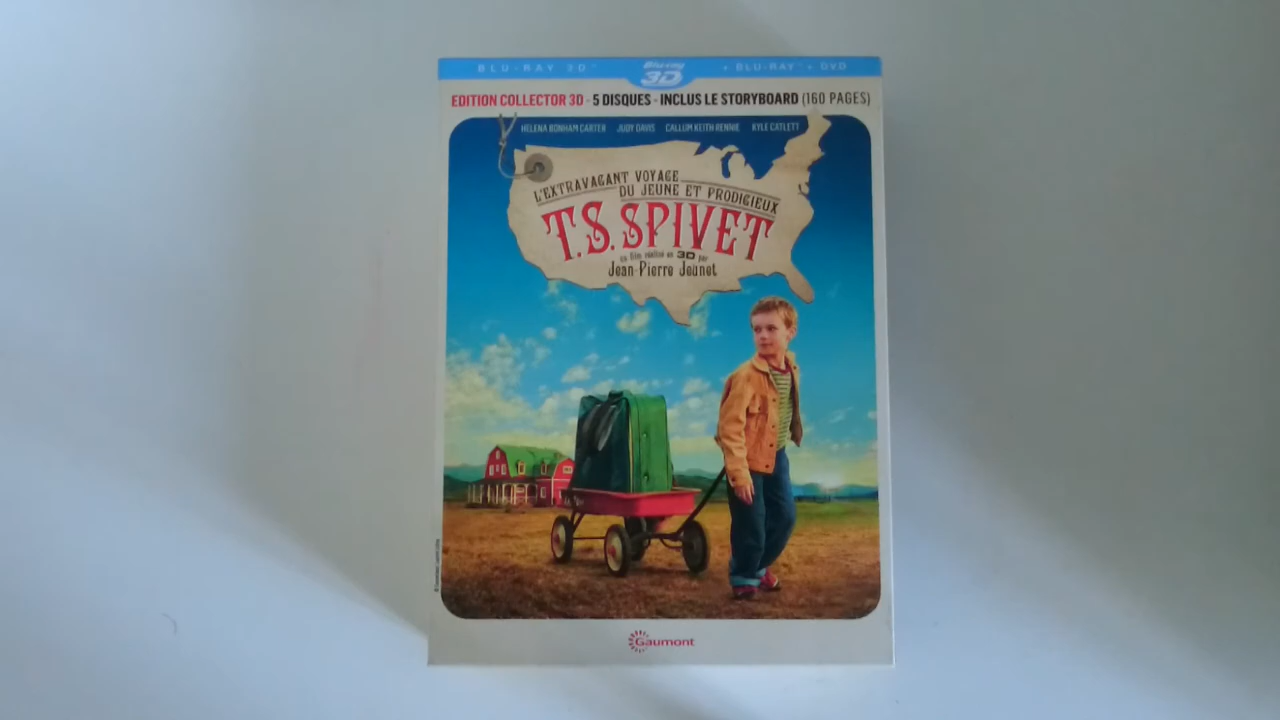 BLU-RAY 3D™ Blu-ray 3D + BLU-RAY™ + DVD
EDITION COLLECTOR 3D - 5 DISQUES - INCLUS LE STORYBOARD (160 PAGES)
HELENA BONHAM CARTER JUDY DAVIS CALLUM KEITH RENNIE KYLE CATLETT
L'EXTRAVAGANT VOYAGE
DU JEUNE ET PRODIGIEUX
T.S. SPIVET
un film réalisé en 3D par
Jean-Pierre Jeunet
Gaumont